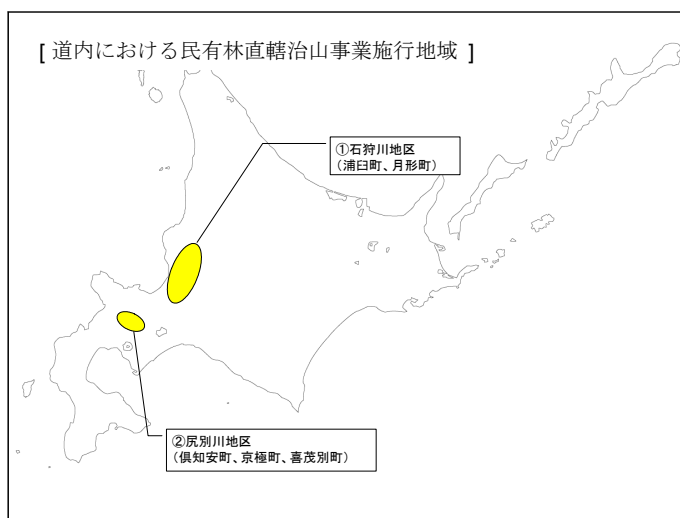 [ 道内における民有林直轄治山事業施行地域 ]
①石狩川地区
（浦臼町、月形町）
②尻別川地区
（倶知安町、京極町、喜茂別町）